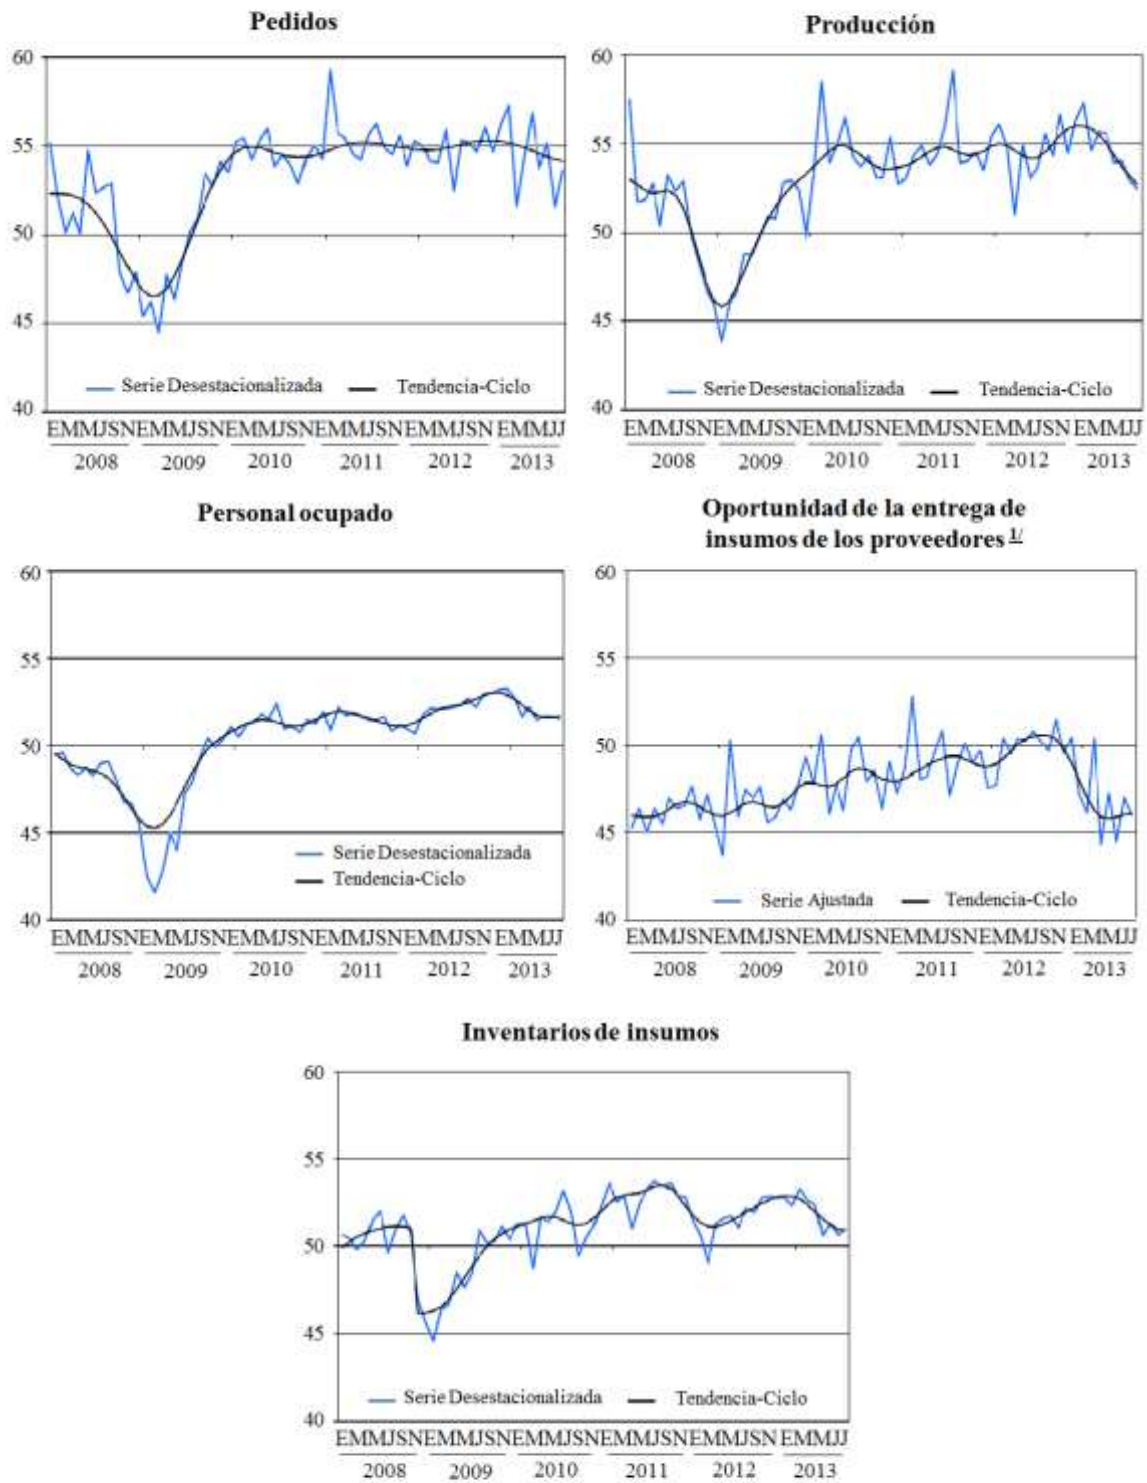 Pedidos
60
55
50
45
40
Serie Desestacionalizada
Tendencia-Ciclo
EMMJSNEMMJSNEMMJSNEMMJSNEMMJSNEMMJJ
2008
2009
2010
2011
2012
2013
Producción
60
55
50
45
40
Serie Desestacionalizada
Tendencia-Ciclo
EMMJSNEMMJSNEMMJSNEMMJSNEMMJSNEMMJJ
2008
2009
2010
2011
2012
2013
Personal ocupado
60
55
50
45
40
Serie Desestacionalizada
Tendencia-Ciclo
EMMJSNEMMJSNEMMJSNEMMJSNEMMJSNEMMJJ
2008
2009
2010
2011
2012
2013
Oportunidad de la entrega de
insumos de los proveedores 1/
60
55
50
45
40
Serie Ajustada
Tendencia-Ciclo
EMMJSNEMMJSNEMMJSNEMMJSNEMMJSNEMMJJ
2008
2009
2010
2011
2012
2013
Inventarios de insumos
60
55
50
45
40
Serie Desestacionalizada
Tendencia-Ciclo
EMMJSNEMMJSNEMMJSNEMMJSNEMMJSNEMMJJ
2008
2009
2010
2011
2012
2013